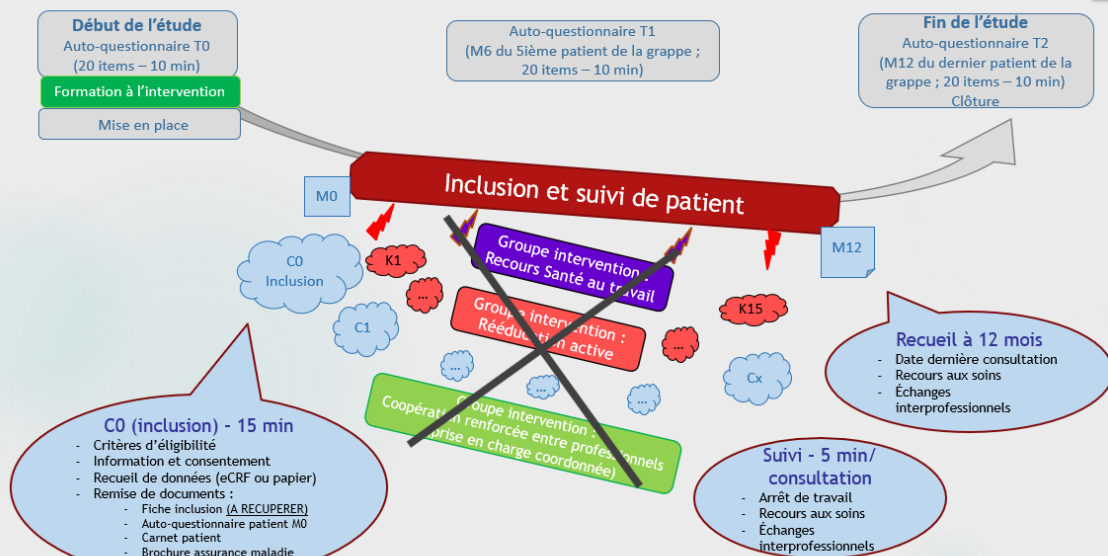 Début de l'étude
Auto-questionnaire T0
(20 items – 10 min)
Formation à l'intervention
Mise en place
Auto-questionnaire T1
(M6 du 5ième patient de la grappe ;
20 items – 10 min)
Fin de l'étude
Auto-questionnaire T2
(M12 du dernier patient de la
grappe ; 20 items – 10 min)
Clôture
Inclusion et suivi de patient
M0
M12
C0
Inclusion
K1
...
C1
...
...
...
Groupe intervention :
Recours Santé au travail
Groupe intervention :
Rééducation active
Groupe intervention :
Coopération renforcée entre professionnels
prise en charge coordonnée)
K15
...
Cx
Recueil à 12 mois
- Date dernière consultation
- Recours aux soins
- Échanges
interprofessionnels
C0 (inclusion) - 15 min
- Critères d'éligibilité
- Information et consentement
- Recueil de données (eCRF ou papier)
- Remise de documents :
- Fiche inclusion (A RECUPERER)
- Auto-questionnaire patient M0
- Carnet patient
- Brochure assurance maladie
Suivi - 5 min/
consultation
- Arrêt de travail
- Recours aux soins
- Échanges
interprofessionnels